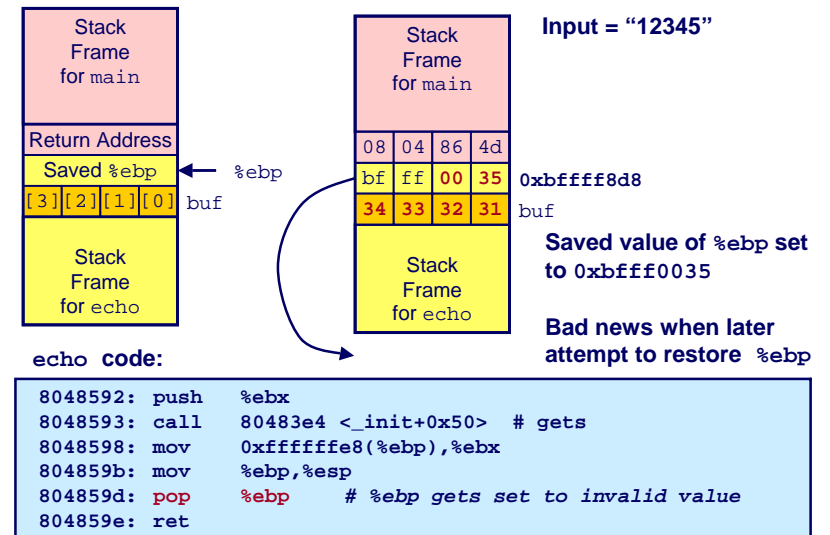 Stack
Frame
for main
Return Address
Saved %ebp
%ebp
[3] [2] [1] [0] buf
Stack
Frame
for echo
Stack
Frame
for main
08 04 86 4d
bf ff 00 35 0xbffff8d8
34 33 32 31 buf
Stack
Frame
for echo
Input = “12345”
Saved value of %ebp set
to 0xbfff0035
Bad news when later
attempt to restore %ebp
echo code:
8048592: push %ebx
8048593: call 80483e4 <_init+0x50> # gets
8048598: mov 0xffffffe8(%ebp),%ebx
804859b: mov %ebp,%esp
804859d: pop %ebp # %ebp gets set to invalid value
804859e: ret